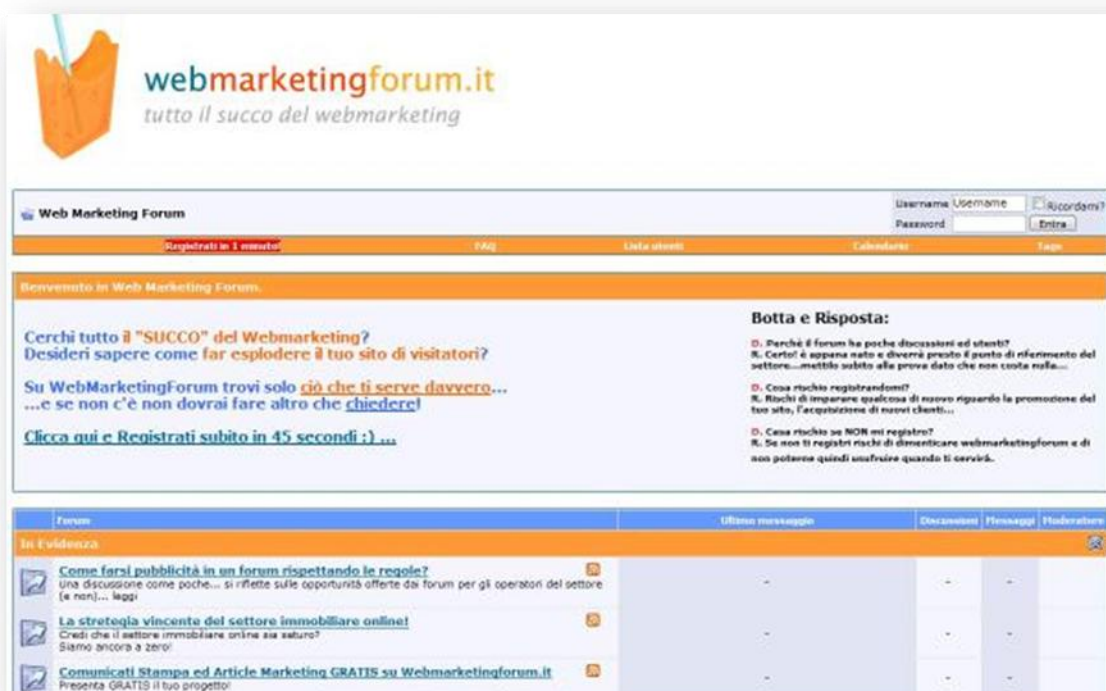 webmarketingforum.it
tutto il succo del webmarketing
Web Marketing Forum
Username Username Ricordami?
Password Entra
Registrati in 1 minuto! FAQ Lista utenti Calendario Tags
Benvenuto in Web Marketing Forum.
Cerchi tutto il "SUCCO" del Webmarketing?
Desideri sapere come far esplodere il tuo sito di visitatori?
Su WebMarketingForum trovi solo ciò che ti serve davvero...
...e se non c'è non dovrai fare altro che chiedere!
Clicca qui e Registrati subito in 45 secondi :) ...
Botta e Risposta:
D. Perchè il forum ha poche discussioni ed utenti?
R. Certo! è appena nato e diverrà presto il punto di riferimento del
settore...mettilo subito alla prova dato che non costa nulla...
D. Cosa rischio registrandomi?
R. Rischi di imparare qualcosa di nuovo riguardo la promozione del
tuo sito, l'acquisizione di nuovi clienti...
D. Cosa rischio se NON mi registro?
R. Se non ti registri rischi di dimenticare webmarketingforum e di
non poterne quindi usufruire quando ti servirà.
Forum Ultimo messaggio Discussioni Messaggi Moderatore
In Evidenza
Come farsi pubblicità in un forum rispettando le regole?
Una discussione come poche... si riflette sulle opportunità offerte dai forum per gli operatori del settore
(e non)... leggi
- - -
La strategia vincente del settore immobiliare online!
Credi che il settore immobiliare online sia saturo?
Siamo ancora a zero!
- - -
Comunicati Stampa ed Article Marketing GRATIS su Webmarketingforum.it
Presenta GRATIS il tuo progetto!
- - -